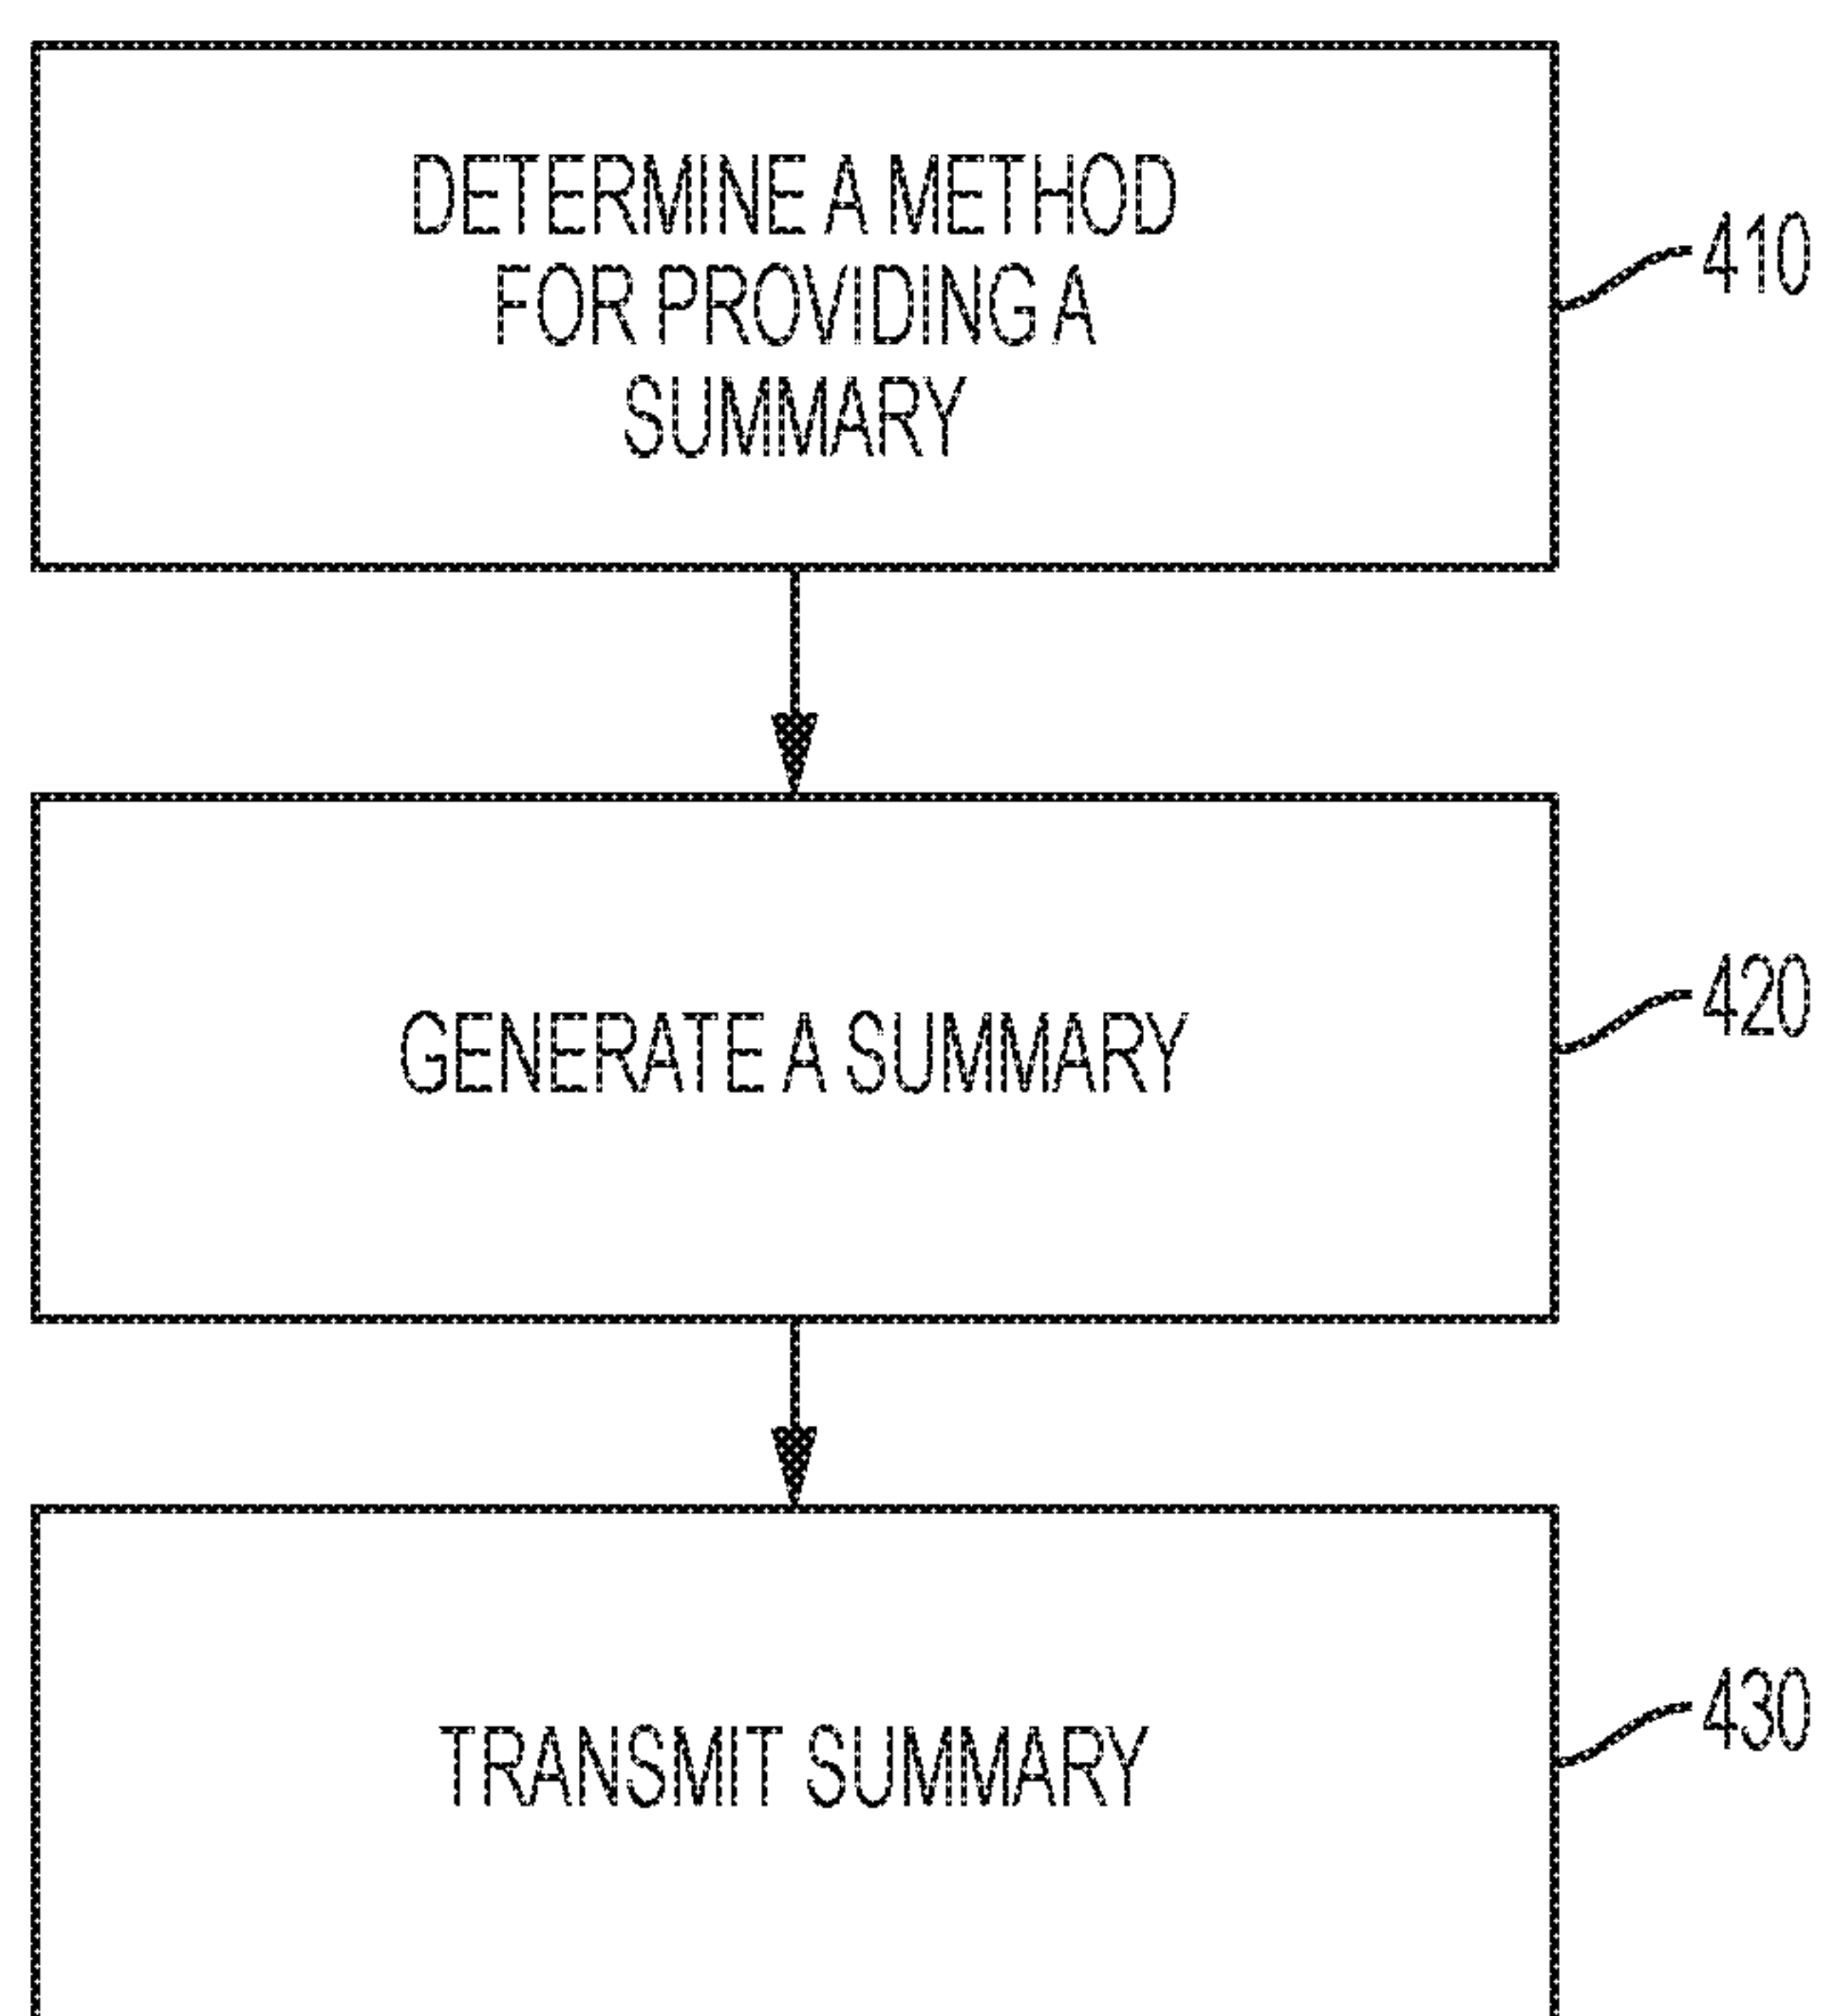 DETERMINE A METHOD
FOR PROVIDING A
SUMMARY
410
GENERATE A SUMMARY
420
TRANSMIT SUMMARY
430